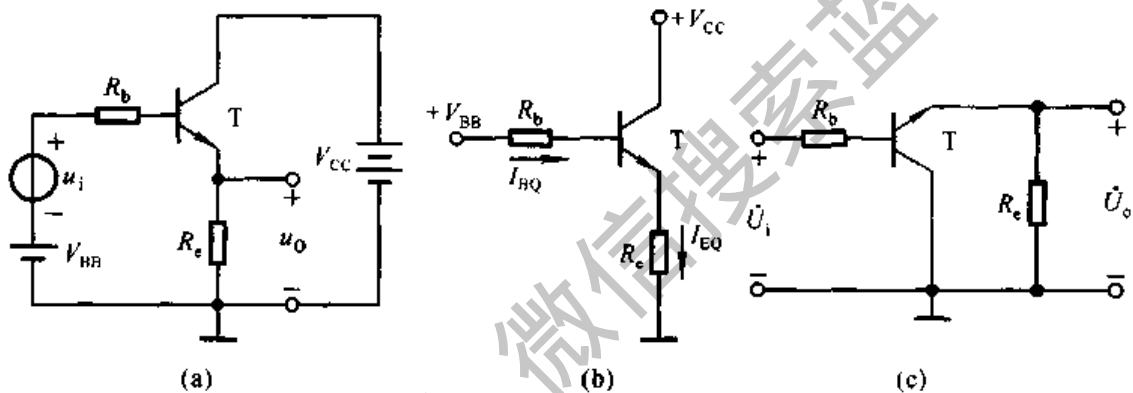 R_b
T
+
u_i
−
V_BB
R_e
+
u_O
−
V_CC
(a)
+V_CC
+V_BB
R_b
I_BQ
T
R_e
I_EQ
(b)
R_b
T
+
U̇_i
−
R_e
+
U̇_o
−
(c)
微信搜索蓝